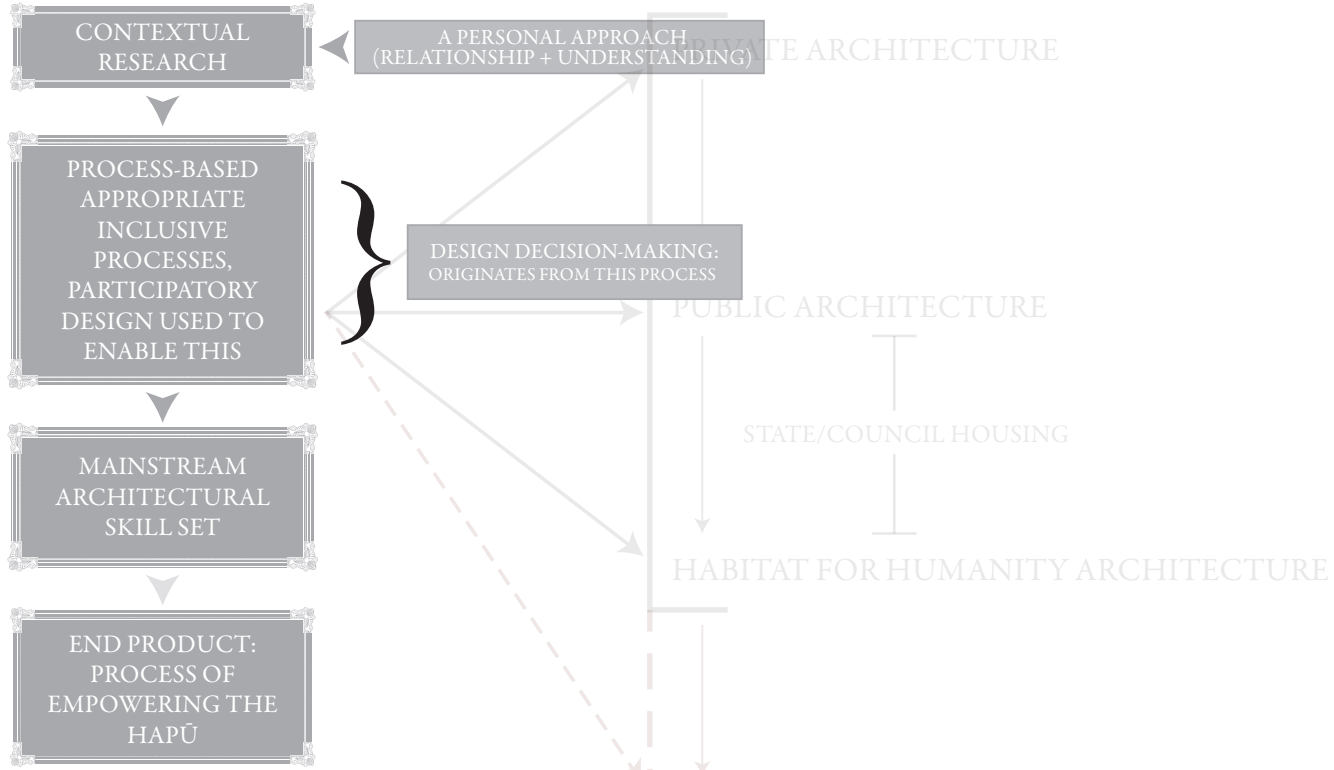 CONTEXTUAL
RESEARCH
A PERSONAL APPROACH
(RELATIONSHIP + UNDERSTANDING)
PRIVATE ARCHITECTURE
PROCESS-BASED
APPROPRIATE
INCLUSIVE
PROCESSES,
PARTICIPATORY
DESIGN USED TO
ENABLE THIS
DESIGN DECISION-MAKING:
ORIGINATES FROM THIS PROCESS
PUBLIC ARCHITECTURE
STATE/COUNCIL HOUSING
MAINSTREAM
ARCHITECTURAL
SKILL SET
HABITAT FOR HUMANITY ARCHITECTURE
END PRODUCT:
PROCESS OF
EMPOWERING THE
HAPŪ